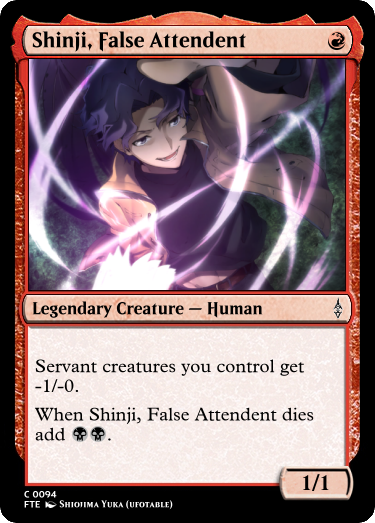 Shinji, False Attendent
Legendary Creature — Human
Servant creatures you control get
-1/-0.
When Shinji, False Attendent dies
add .
1/1
C 0094
FTE Shiojima Yuka (ufotable)